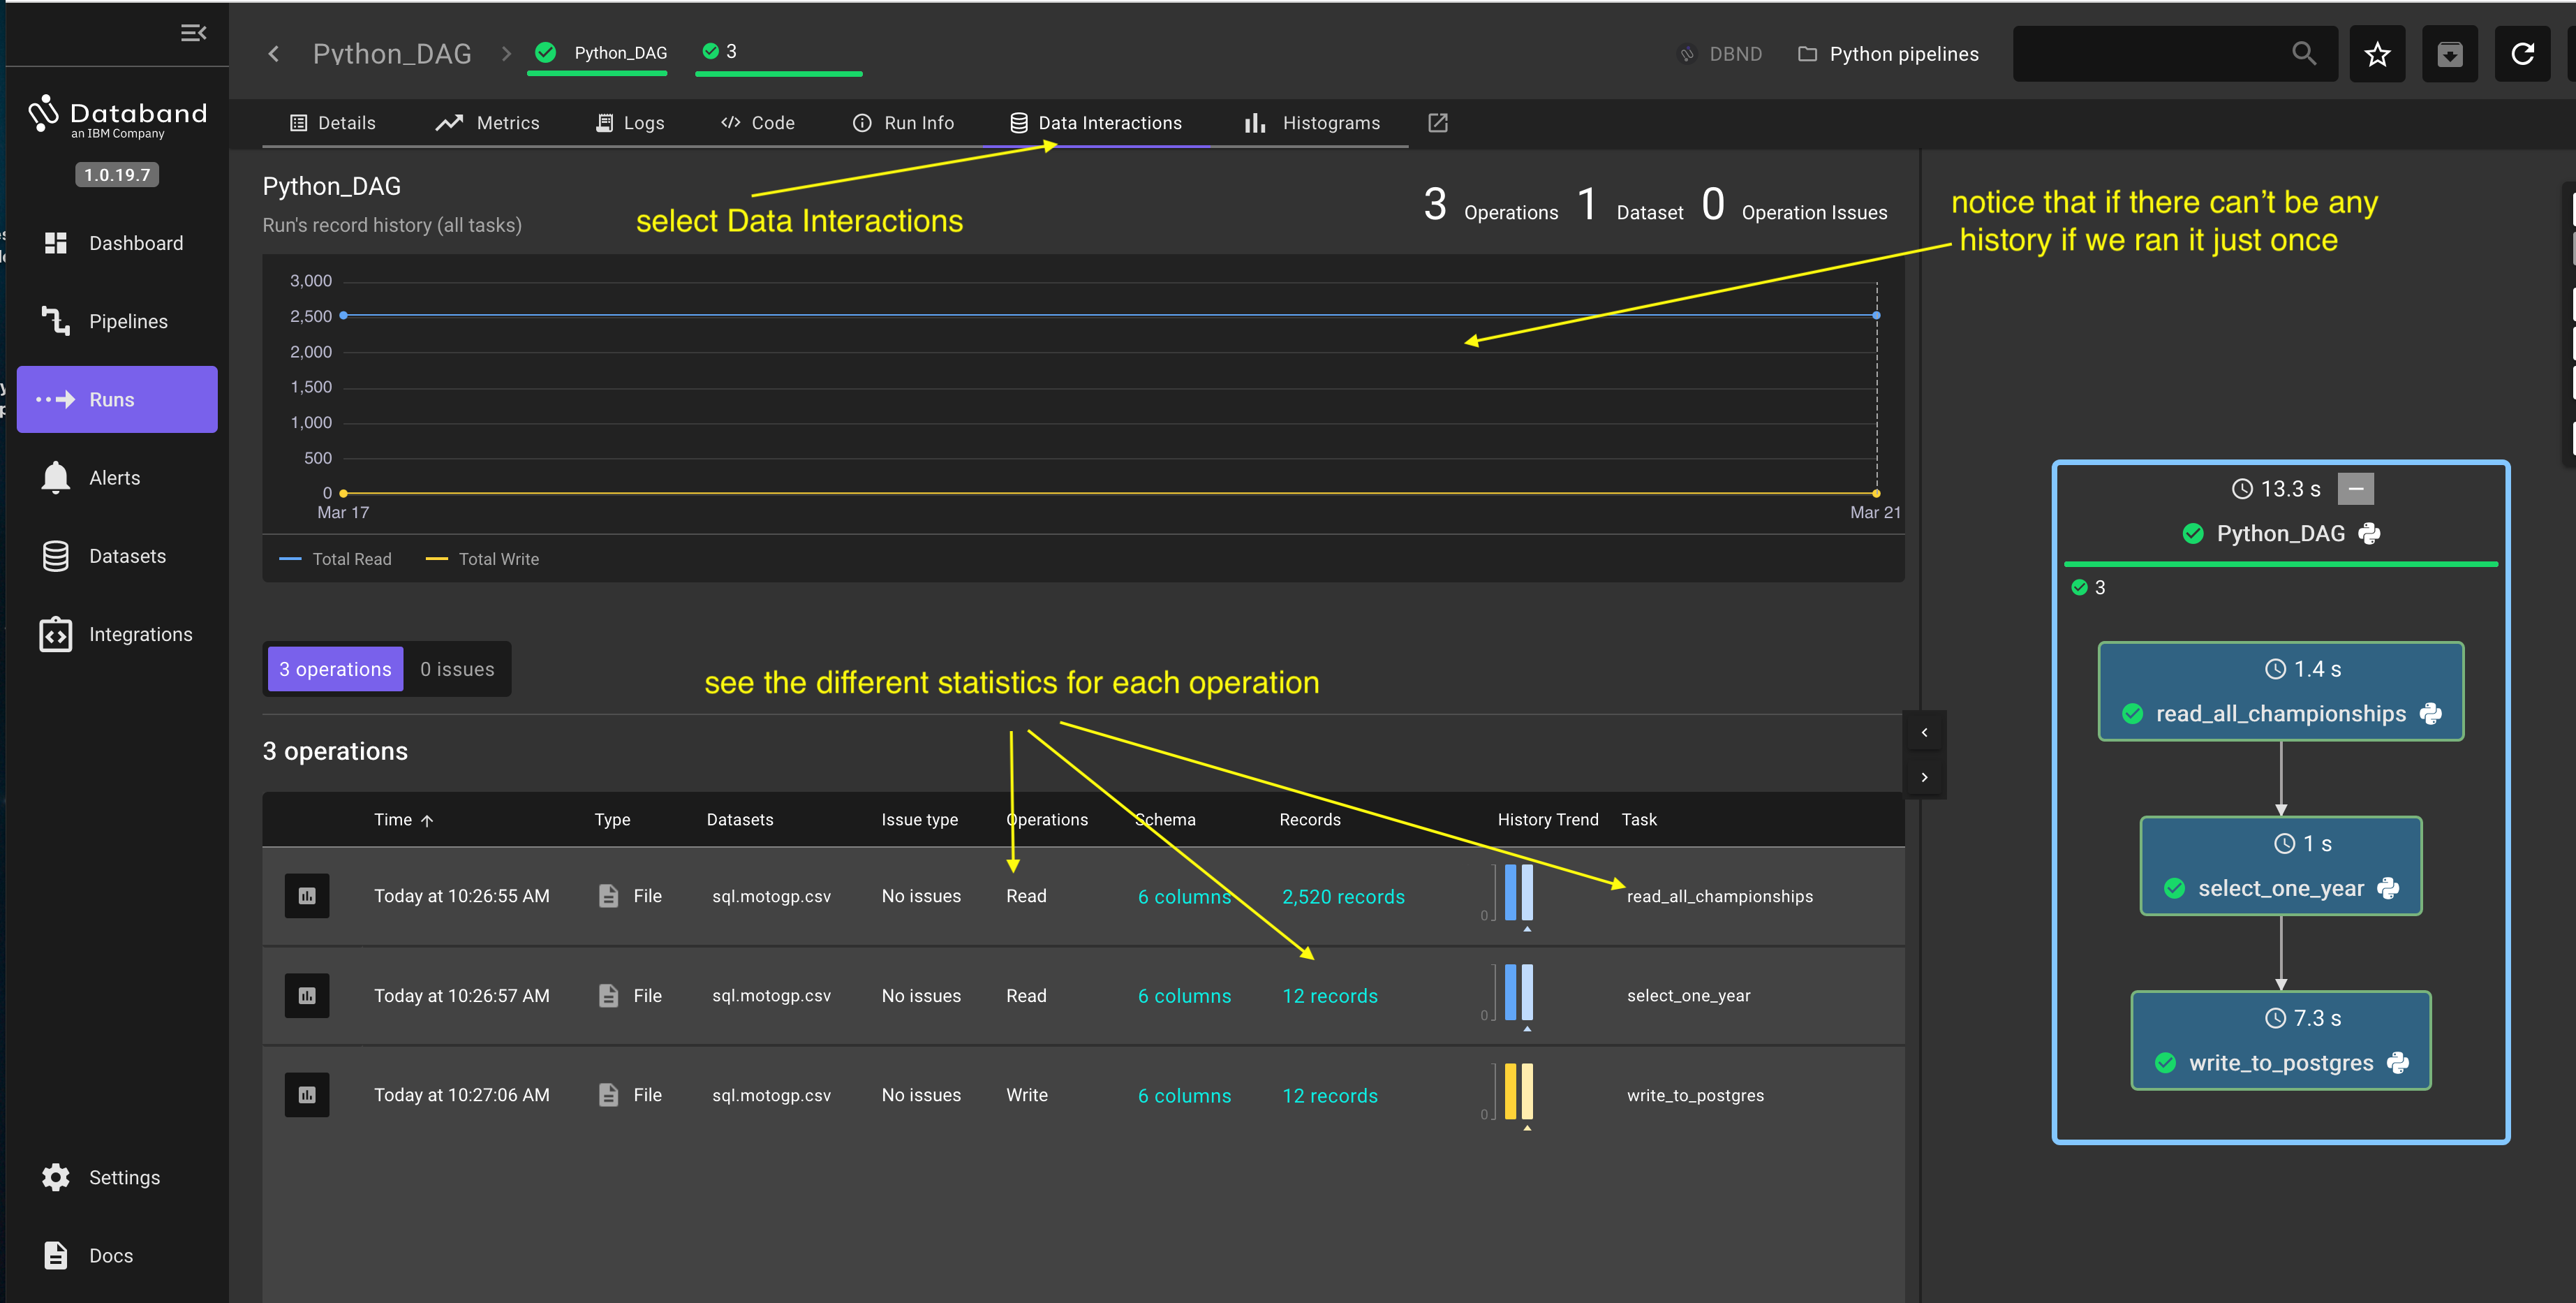 Python_DAG
Python_DAG
3
DBND
Python pipelines
Databand
an IBM Company
1.0.19.7
Dashboard
Pipelines
Runs
Alerts
Datasets
Integrations
Settings
Docs
Details
Metrics
Logs
Code
Run Info
Data Interactions
Histograms
Python_DAG
Run's record history (all tasks)
select Data Interactions
3 Operations 1 Dataset 0 Operation Issues
notice that if there can't be any
history if we ran it just once
3,000
2,500
2,000
1,500
1,000
500
0
Mar 17
Mar 21
Total Read
Total Write
3 operations
0 issues
see the different statistics for each operation
3 operations
Time Type Datasets Issue type Operations Schema Records History Trend Task
Today at 10:26:55 AM File sql.motogp.csv No issues Read 6 columns 2,520 records 0 read_all_championships
Today at 10:26:57 AM File sql.motogp.csv No issues Read 6 columns 12 records 0 select_one_year
Today at 10:27:06 AM File sql.motogp.csv No issues Write 6 columns 12 records 0 write_to_postgres
13.3 s
Python_DAG
3
1.4 s
read_all_championships
1 s
select_one_year
7.3 s
write_to_postgres